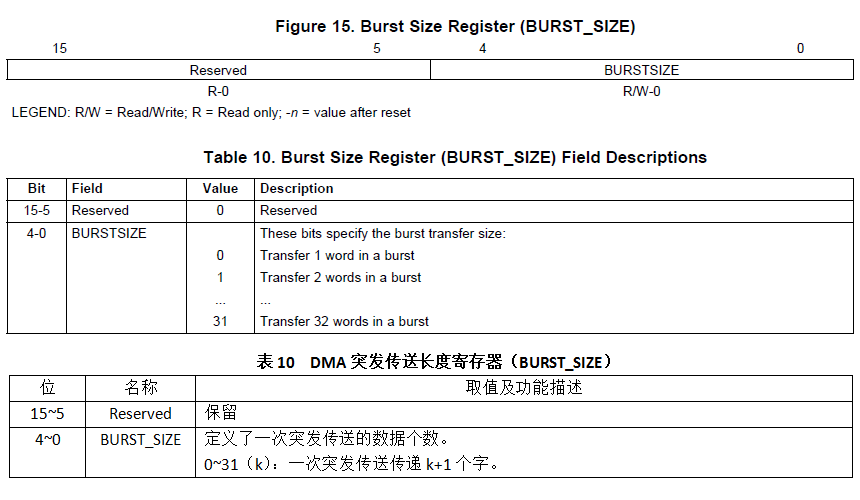 Figure 15. Burst Size Register (BURST_SIZE)
15 5 4 0
Reserved BURSTSIZE
R-0 R/W-0
LEGEND: R/W = Read/Write; R = Read only; -n = value after reset
Table 10. Burst Size Register (BURST_SIZE) Field Descriptions
Bit Field Value Description
15-5 Reserved 0 Reserved
4-0 BURSTSIZE These bits specify the burst transfer size:
0 Transfer 1 word in a burst
1 Transfer 2 words in a burst
... ...
31 Transfer 32 words in a burst
表 10 DMA 突发传送长度寄存器（BURST_SIZE）
位 名称 取值及功能描述
15~5 Reserved 保留
4~0 BURST_SIZE 定义了一次突发传送的数据个数。
0~31（k）：一次突发传送传递 k+1 个字。